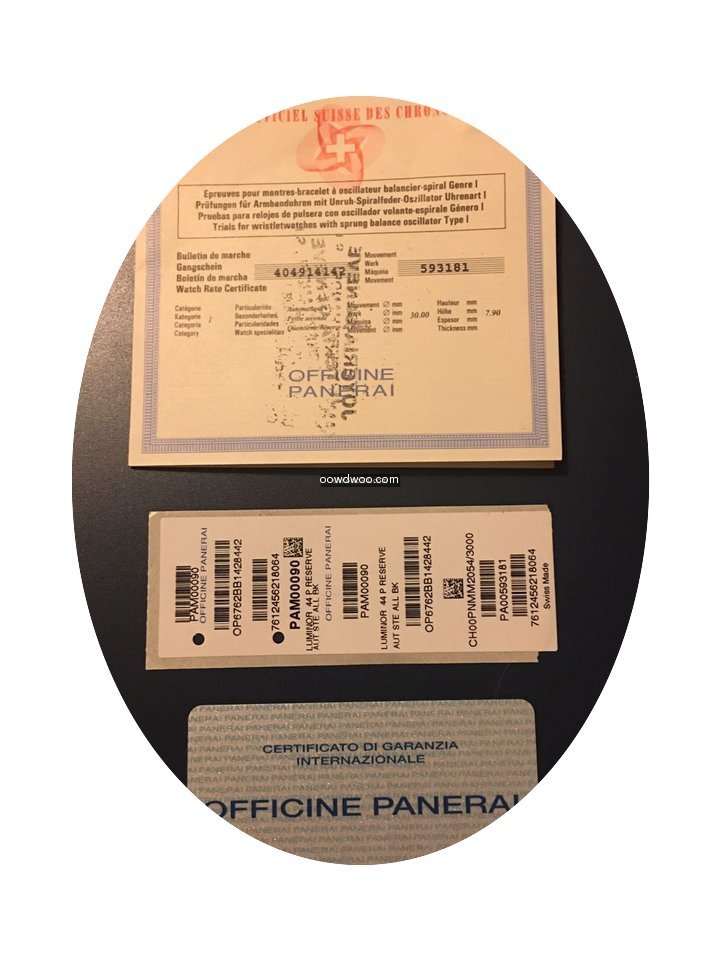 FICIEL SUISSE DES CHRON
Epreuves pour montres-bracelet à oscillateur balancier-spiral Genre I
Prüfungen für Armbanduhren mit Unruh-Spiralfeder-Oszillator Uhrenart I
Pruebas para relojes de pulsera con oscillador volante-espirale Género I
Trials for wristletwatches with sprung balance oscillator Type I
Bulletin de marche
Gangschein
Boletín de marcha
Watch Rate Certificate
404914142
Mouvement
Werk
Máquina
Movement
593181
Catégorie
Kategorie
Categoria
Category
I
Particularités
Besonderheiten
Particularidades
Watch specialities
Automatique
Petite seconde
Mouvement ∅ mm
∅ mm
Máquina ∅ mm
Movement ∅ mm
30.00
Hauteur mm
Höhe mm
Espesor mm
Thickness mm
7.90
OFFICINE
PANERAI
oowdwoo.com
PAM00090
OFFICINE PANERAI
OP6762BB1428442
7612456218064
PAM00090
LUMINOR 44 P RESERVE
AUT STE ALL BK
OFFICINE PANERAI
PAM00090
LUMINOR 44 P RESERVE
AUT STE ALL BK
OP6762BB1428442
CH00PNMM2054/3000
PA00593181
7612456218064
Swiss Made
CERTIFICATO DI GARANZIA
INTERNAZIONALE
OFFICINE PANERAI